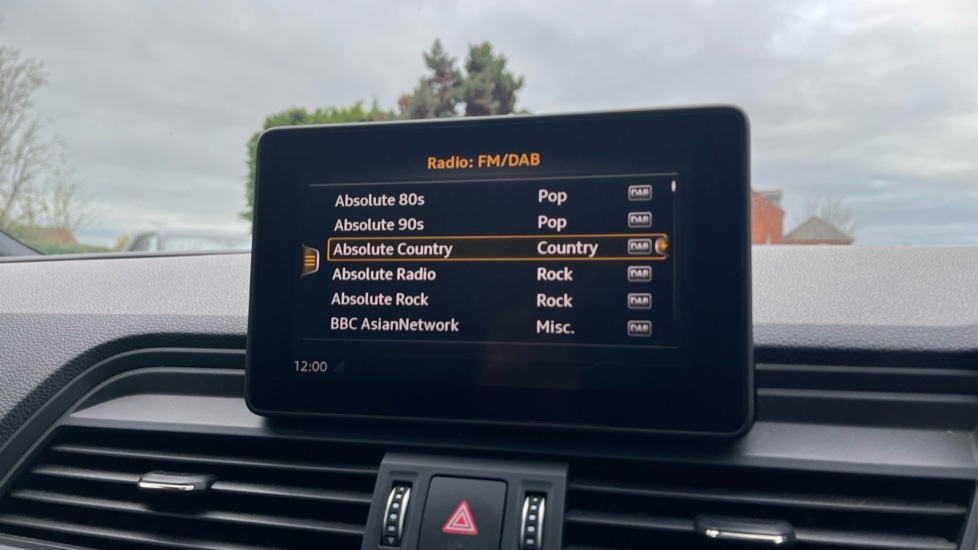 Radio: FM/DAB
Absolute 80s Pop DAB
Absolute 90s Pop DAB
Absolute Country Country DAB
Absolute Radio Rock DAB
Absolute Rock Rock DAB
BBC AsianNetwork Misc. DAB
12:00